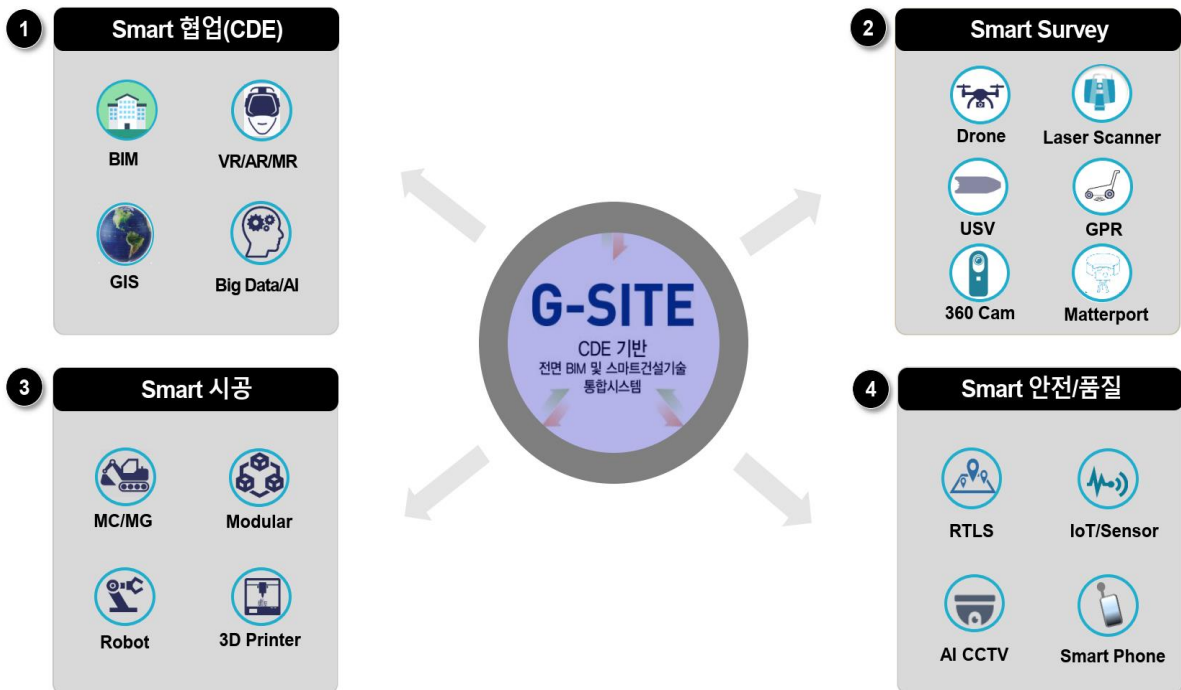 1
Smart 협업(CDE)
BIM
VR/AR/MR
GIS
Big Data/AI
2
Smart Survey
Drone
Laser Scanner
USV
GPR
360 Cam
Matterport
G-SITE
CDE 기반
전면 BIM 및 스마트건설기술
통합시스템
3
Smart 시공
MC/MG
Modular
Robot
3D Printer
4
Smart 안전/품질
RTLS
IoT/Sensor
AI CCTV
Smart Phone